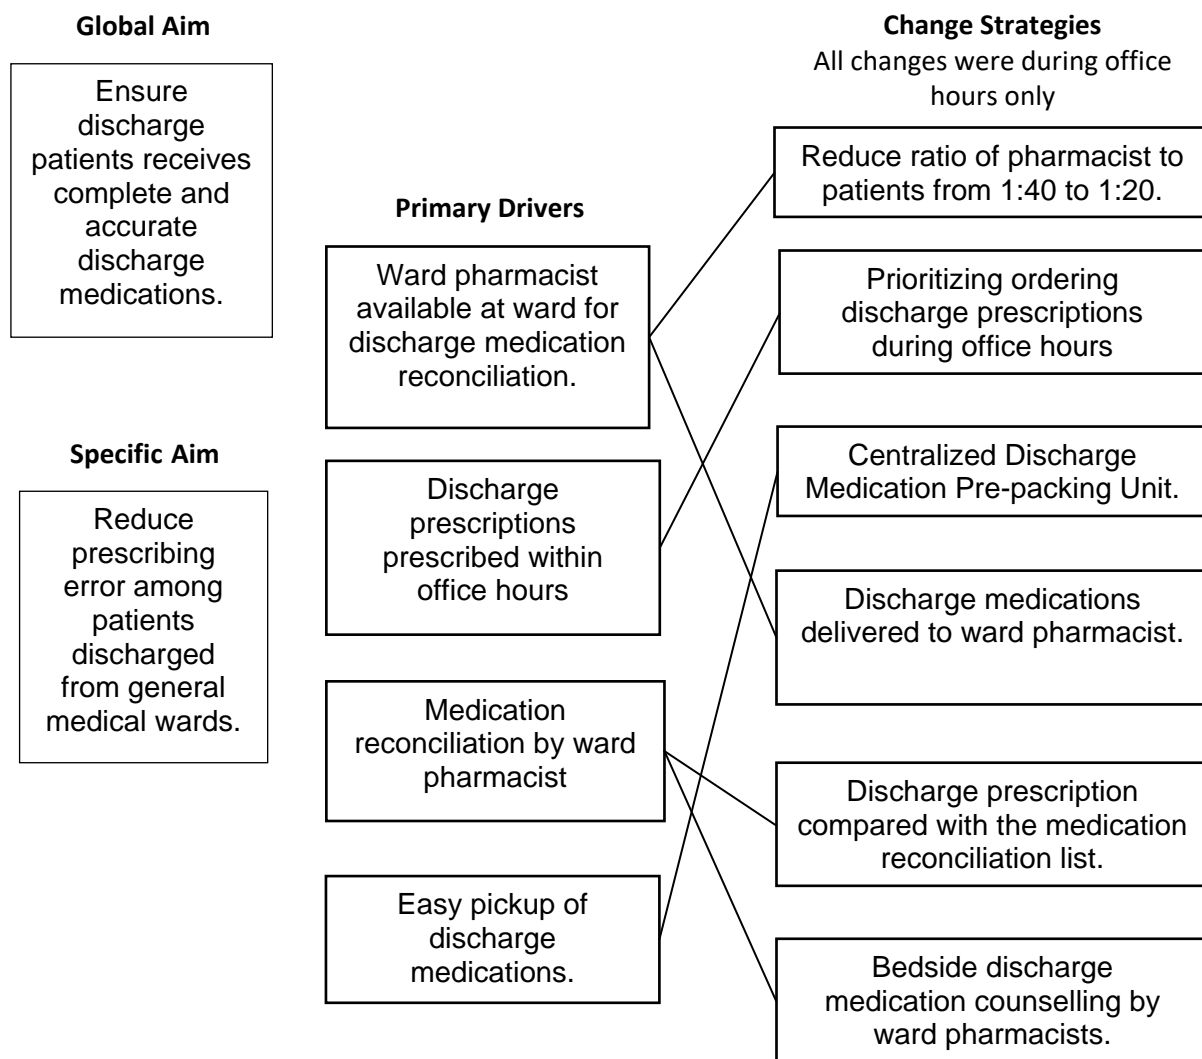 Global Aim
Ensure
discharge
patients receives
complete and
accurate
discharge
medications.
Specific Aim
Reduce
prescribing
error among
patients
discharged
from general
medical wards.
Primary Drivers
Ward pharmacist
available at ward for
discharge medication
reconciliation.
Discharge
prescriptions
prescribed within
office hours
Medication
reconciliation by ward
pharmacist
Easy pickup of
discharge
medications.
Change Strategies
All changes were during office
hours only
Reduce ratio of pharmacist to
patients from 1:40 to 1:20.
Prioritizing ordering
discharge prescriptions
during office hours
Centralized Discharge
Medication Pre-packing Unit.
Discharge medications
delivered to ward pharmacist.
Discharge prescription
compared with the medication
reconciliation list.
Bedside discharge
medication counselling by
ward pharmacists.